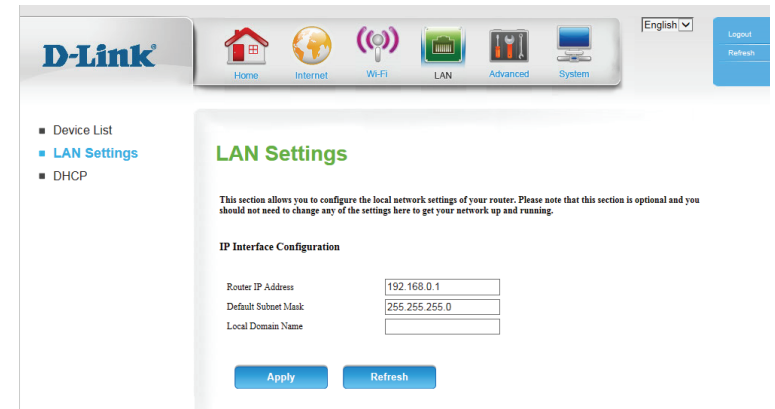 English
Logout
Refresh
D-Link®
Home Internet Wi-Fi LAN Advanced System
Device List
LAN Settings
DHCP
LAN Settings
This section allows you to configure the local network settings of your router. Please note that this section is optional and you
should not need to change any of the settings here to get your network up and running.
IP Interface Configuration
Router IP Address 192.168.0.1
Default Subnet Mask 255.255.255.0
Local Domain Name
Apply Refresh